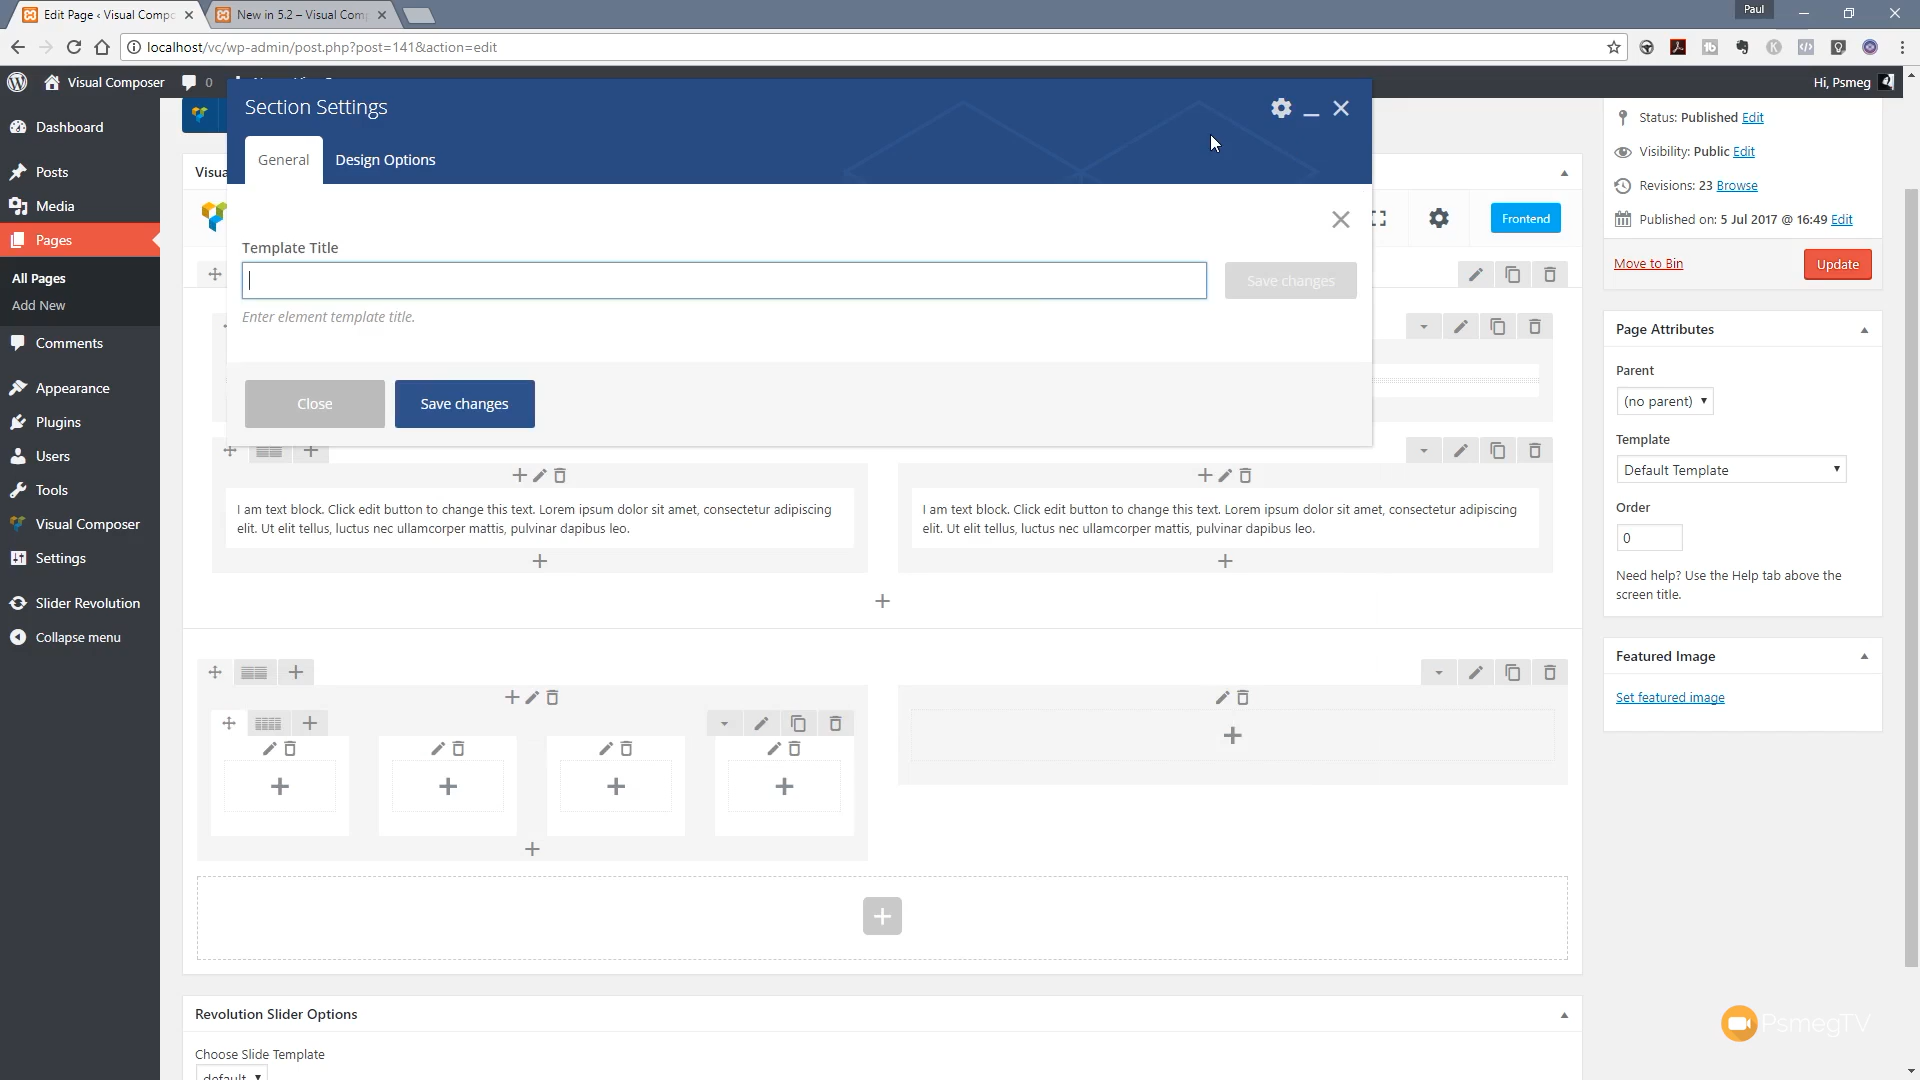 Edit Page ‹ Visual Compo
New in 5.2 – Visual Comp
Paul
localhost/vc/wp-admin/post.php?post=141&action=edit
Visual Composer
0
Hi, Psmeg
Dashboard
Posts
Media
Pages
All Pages
Add New
Comments
Appearance
Plugins
Users
Tools
Visual Composer
Settings
Slider Revolution
Collapse menu
Section Settings
General
Design Options
Visua
Template Title
Save changes
Enter element template title.
Close
Save changes
Frontend
I am text block. Click edit button to change this text. Lorem ipsum dolor sit amet, consectetur adipiscing
elit. Ut elit tellus, luctus nec ullamcorper mattis, pulvinar dapibus leo.
I am text block. Click edit button to change this text. Lorem ipsum dolor sit amet, consectetur adipiscing
elit. Ut elit tellus, luctus nec ullamcorper mattis, pulvinar dapibus leo.
Revolution Slider Options
Choose Slide Template
default
Status: Published Edit
Visibility: Public Edit
Revisions: 23 Browse
Published on: 5 Jul 2017 @ 16:49 Edit
Move to Bin
Update
Page Attributes
Parent
(no parent)
Template
Default Template
Order
0
Need help? Use the Help tab above the
screen title.
Featured Image
Set featured image
PsmegTV